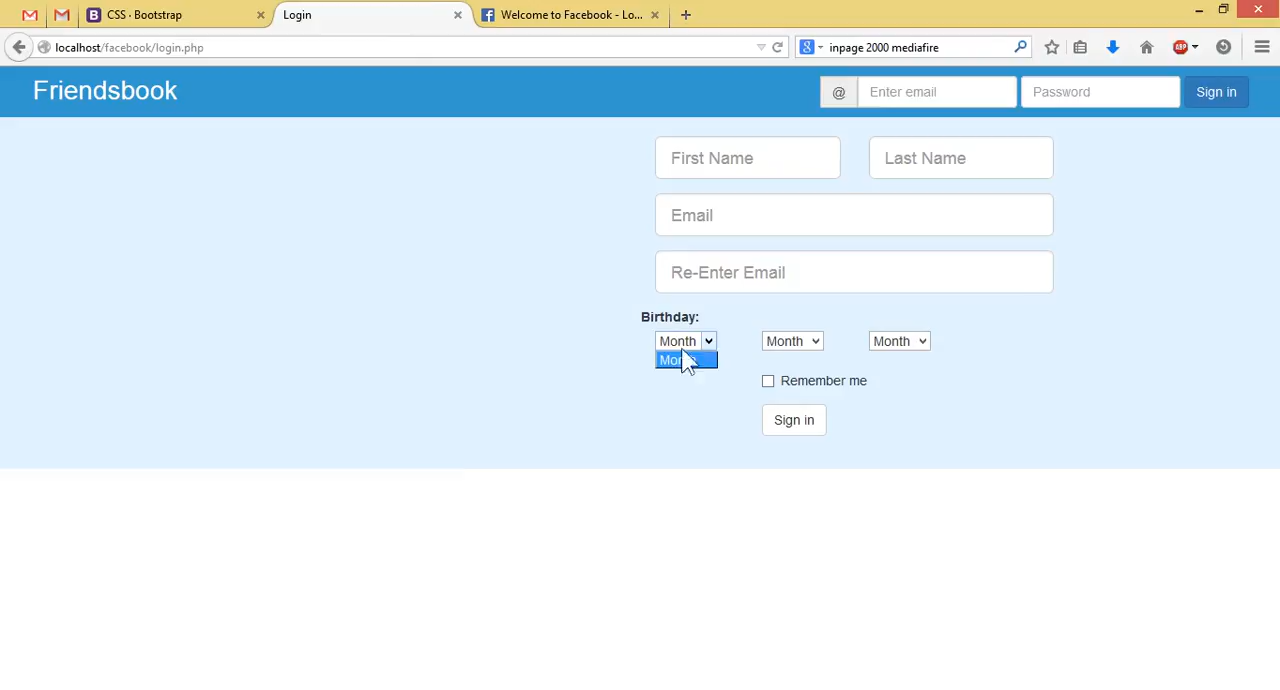 CSS · Bootstrap
Login
Welcome to Facebook - Lo...
localhost/facebook/login.php
inpage 2000 mediafire
ABP
Friendsbook
@ Enter email Password Sign in
First Name Last Name
Email
Re-Enter Email
Birthday:
Month Month Month
Remember me
Sign in